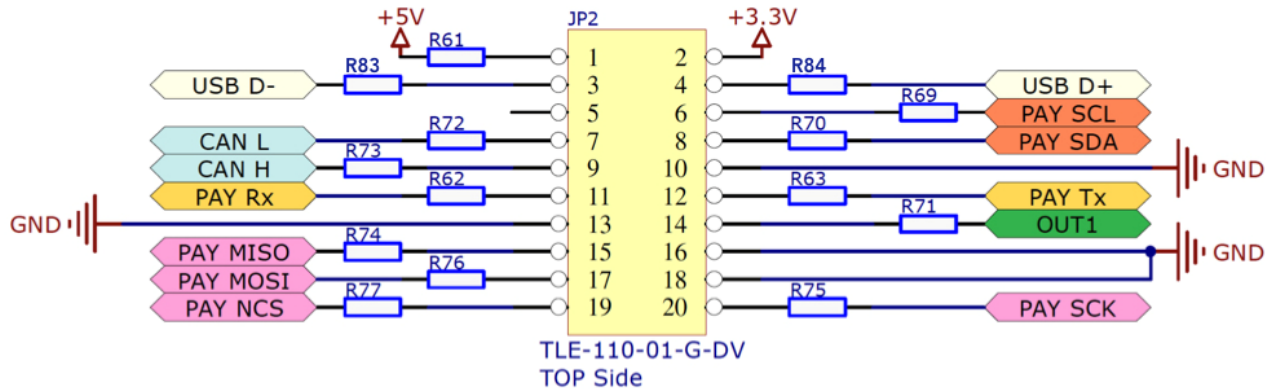 +5V JP2 +3.3V
R61 1 2
USB D- R83 3 4 R84 USB D+
5 6 R69 PAY SCL
CAN L R72 7 8 R70 PAY SDA
CAN H R73 9 10 GND
PAY Rx R62 11 12 R63 PAY Tx
GND 13 14 R71 OUT1
PAY MISO R74 15 16 GND
PAY MOSI R76 17 18
PAY NCS R77 19 20 R75 PAY SCK
TLE-110-01-G-DV
TOP Side